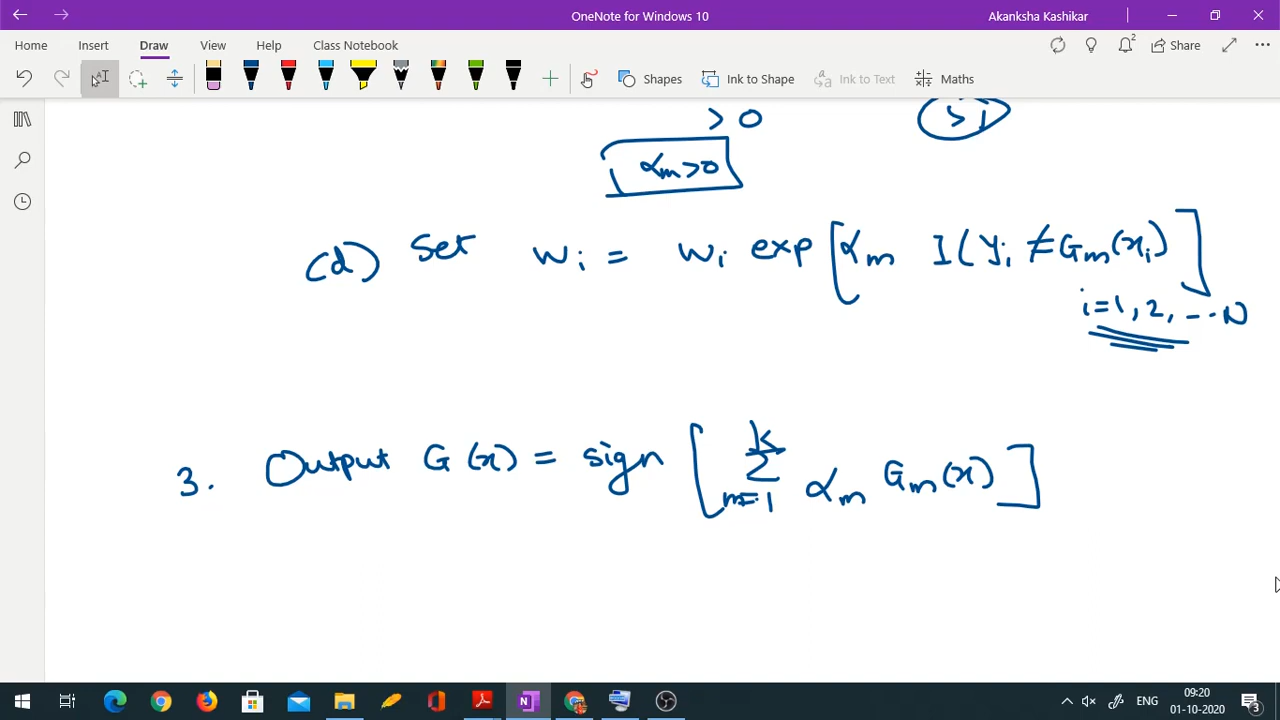 OneNote for Windows 10
Akanksha Kashikar
Home Insert Draw View Help Class Notebook Share
Shapes Ink to Shape Ink to Text Maths
> 0
> 1
αm>0
(d) Set wi = wi exp[αm I(yi ≠Gm(xi)]
i=1, 2, --- N
3. Output G(x) = sign [ K∑m=1 αm Gm(x) ]
ENG
09:20
01-10-2020
3